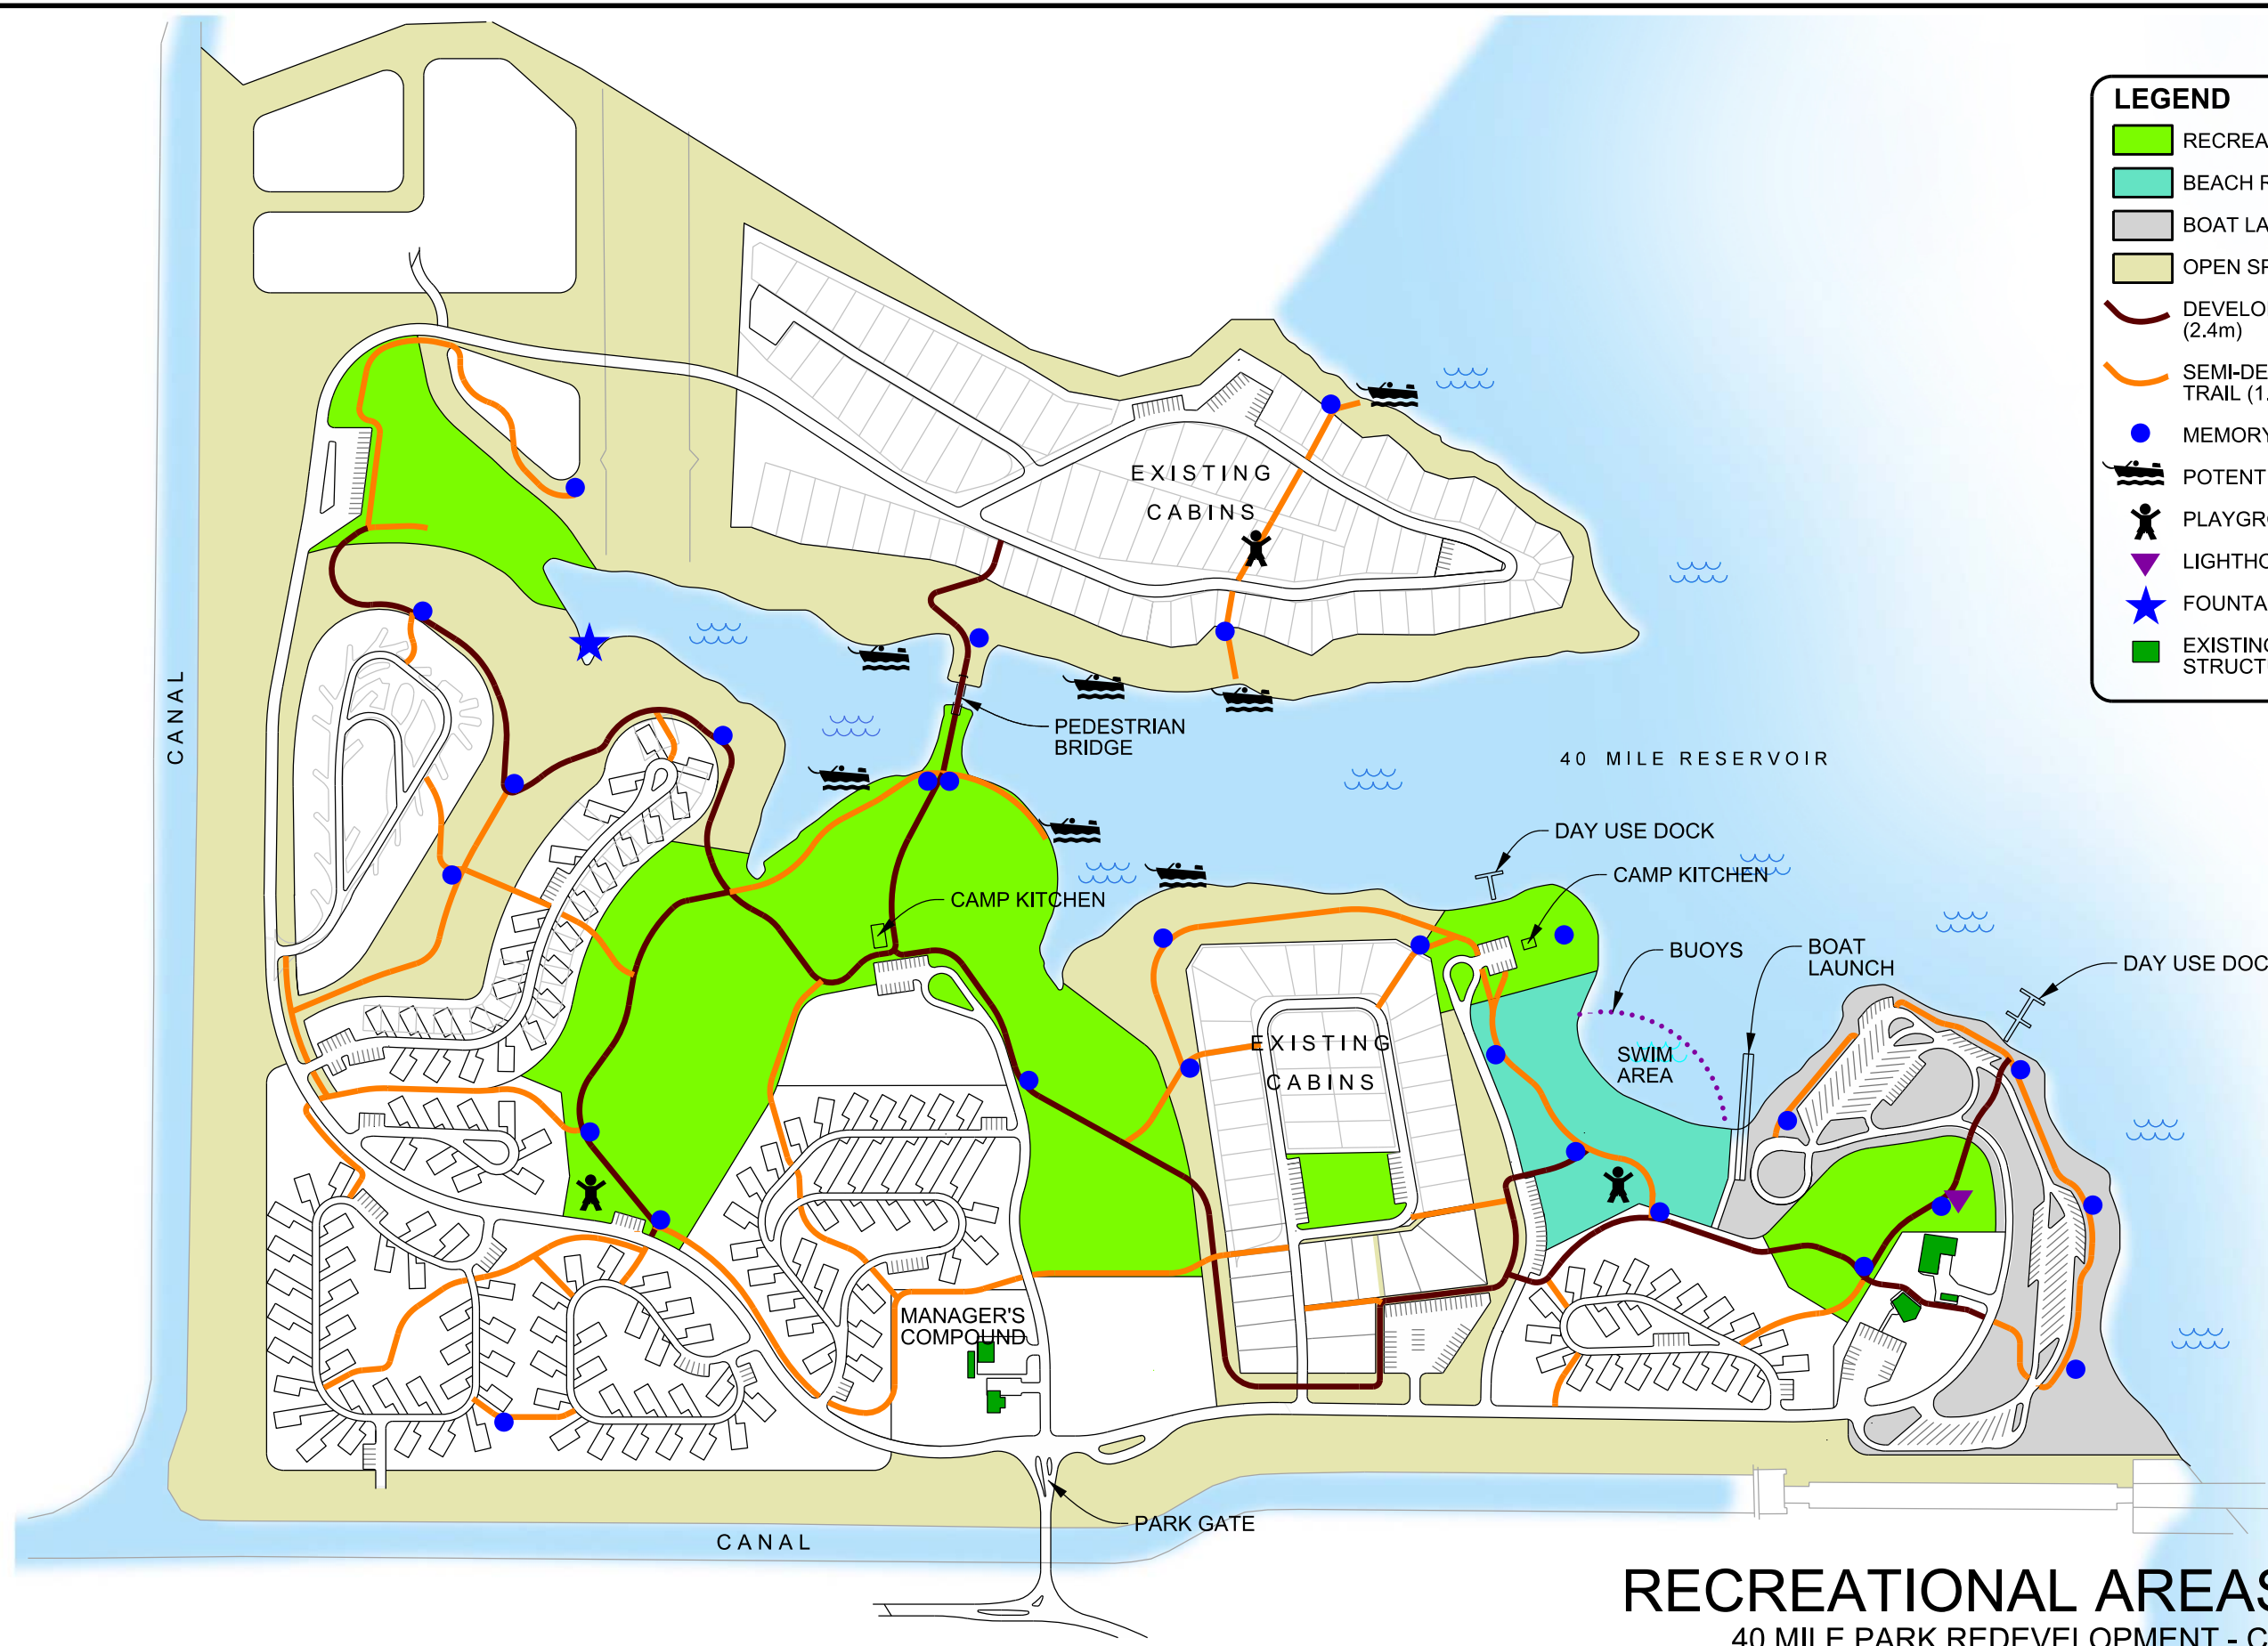 LEGEND
RECREA
BEACH R
BOAT LA
OPEN SP
DEVELO
(2.4m)
SEMI-DE
TRAIL (1.
MEMORY
POTENT
PLAYGR
LIGHTHO
FOUNTA
EXISTING
STRUCT
EXISTING
CABINS
CANAL
PEDESTRIAN
BRIDGE
40 MILE RESERVOIR
DAY USE DOCK
CAMP KITCHEN
CAMP KITCHEN
BUOYS
BOAT
LAUNCH
DAY USE DOC
SWIM
AREA
EXISTING
CABINS
MANAGER'S
COMPOUND
PARK GATE
CANAL
RECREATIONAL AREAS
40 MILE PARK REDEVELOPMENT - C